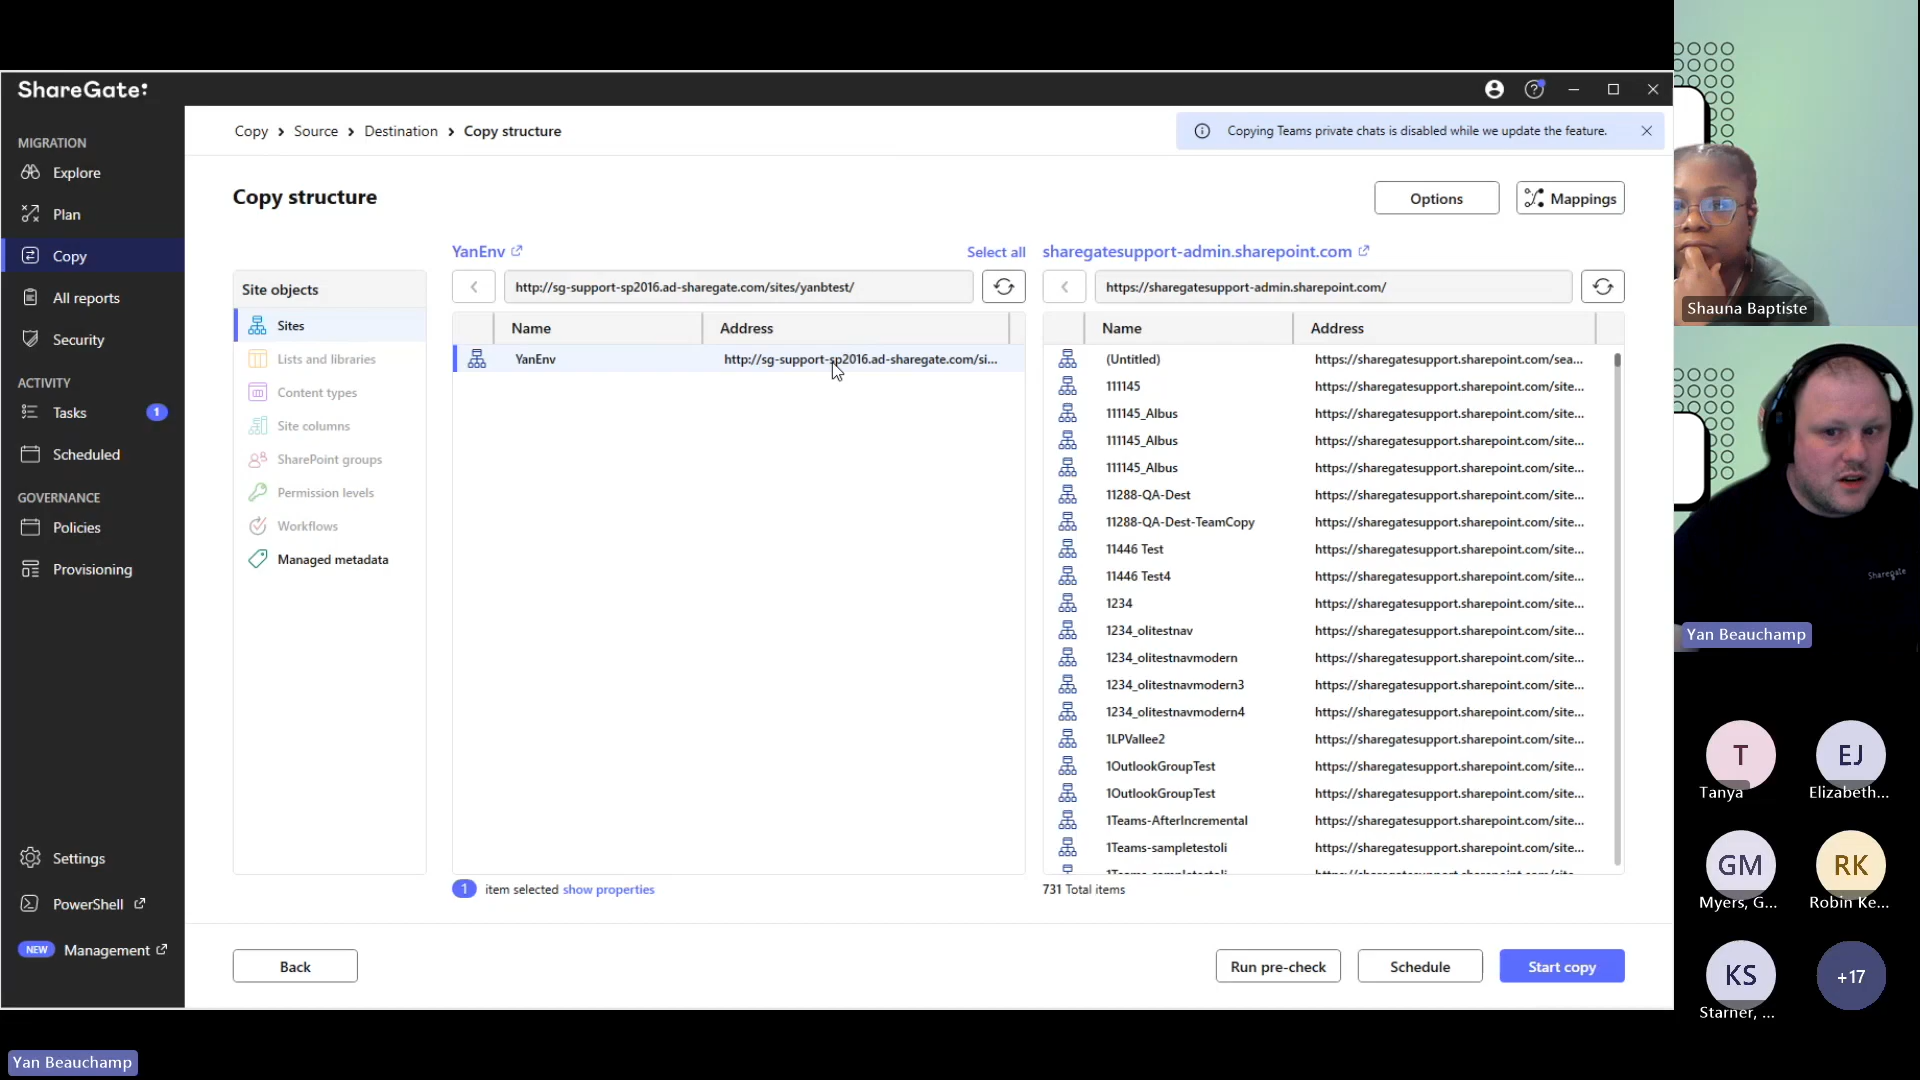 ShareGate:
MIGRATION
Explore
Plan
Copy
All reports
Security
ACTIVITY
Tasks
1
Scheduled
GOVERNANCE
Policies
Provisioning
Settings
PowerShell
NEW
Management
Copy > Source > Destination > Copy structure
Copying Teams private chats is disabled while we update the feature.
Copy structure
Options
Mappings
Site objects
Sites
Lists and libraries
Content types
Site columns
SharePoint groups
Permission levels
Workflows
Managed metadata
YanEnv
Select all
http://sg-support-sp2016.ad-sharegate.com/sites/yanbtest/
Name Address
YanEnv http://sg-support-sp2016.ad-sharegate.com/si...
1 item selected show properties
sharegatesupport-admin.sharepoint.com
https://sharegatesupport-admin.sharepoint.com/
Name Address
(Untitled) https://sharegatesupport.sharepoint.com/sea...
111145 https://sharegatesupport.sharepoint.com/site...
111145_Albus https://sharegatesupport.sharepoint.com/site...
111145_Albus https://sharegatesupport.sharepoint.com/site...
111145_Albus https://sharegatesupport.sharepoint.com/site...
11288-QA-Dest https://sharegatesupport.sharepoint.com/site...
11288-QA-Dest-TeamCopy https://sharegatesupport.sharepoint.com/site...
11446 Test https://sharegatesupport.sharepoint.com/site...
11446 Test4 https://sharegatesupport.sharepoint.com/site...
1234 https://sharegatesupport.sharepoint.com/site...
1234_olitestnav https://sharegatesupport.sharepoint.com/site...
1234_olitestnavmodern https://sharegatesupport.sharepoint.com/site...
1234_olitestnavmodern3 https://sharegatesupport.sharepoint.com/site...
1234_olitestnavmodern4 https://sharegatesupport.sharepoint.com/site...
1LPVallee2 https://sharegatesupport.sharepoint.com/site...
1OutlookGroupTest https://sharegatesupport.sharepoint.com/site...
1OutlookGroupTest https://sharegatesupport.sharepoint.com/site...
1Teams-AfterIncremental https://sharegatesupport.sharepoint.com/site...
1Teams-sampletestoli https://sharegatesupport.sharepoint.com/site...
731 Total items
Back
Run pre-check
Schedule
Start copy
Shauna Baptiste
Sharegate
Yan Beauchamp
T
Tanya
EJ
Elizabeth...
GM
Myers, G...
RK
Robin Ke...
KS
Starner, ...
+17
Yan Beauchamp